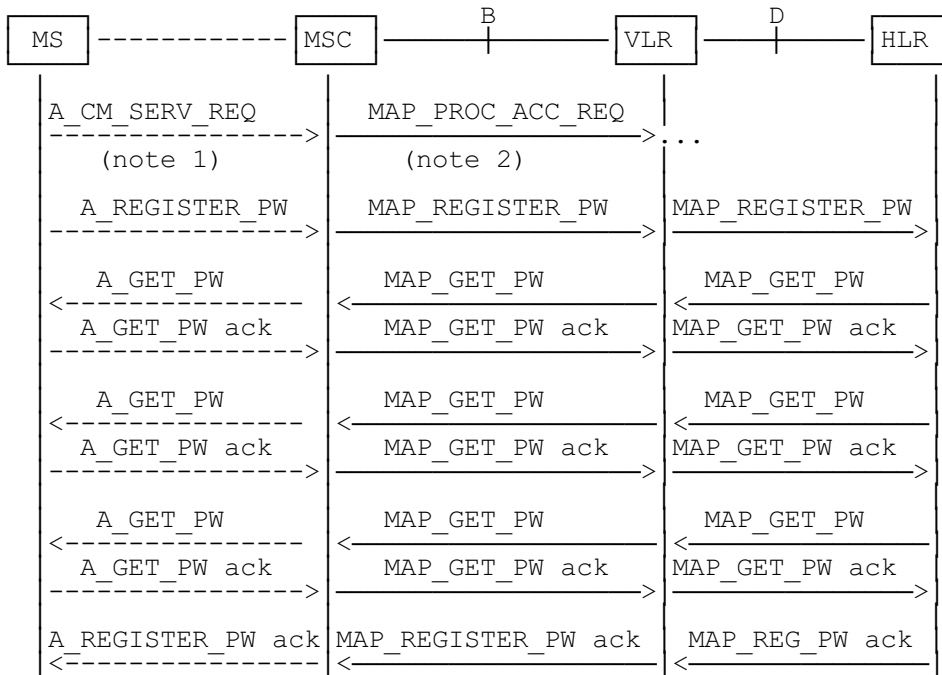 B D
MS MSC VLR HLR
A_CM_SERV_REQ MAP_PROC_ACC_REQ
...
(note 1) (note 2)
A_REGISTER_PW MAP_REGISTER_PW MAP_REGISTER_PW
A_GET_PW MAP_GET_PW MAP_GET_PW
A_GET_PW ack MAP_GET_PW ack MAP_GET_PW ack
A_GET_PW MAP_GET_PW MAP_GET_PW
A_GET_PW ack MAP_GET_PW ack MAP_GET_PW ack
A_GET_PW MAP_GET_PW MAP_GET_PW
A_GET_PW ack MAP_GET_PW ack MAP_GET_PW ack
A_REGISTER_PW ack MAP_REGISTER_PW ack MAP_REG_PW ack